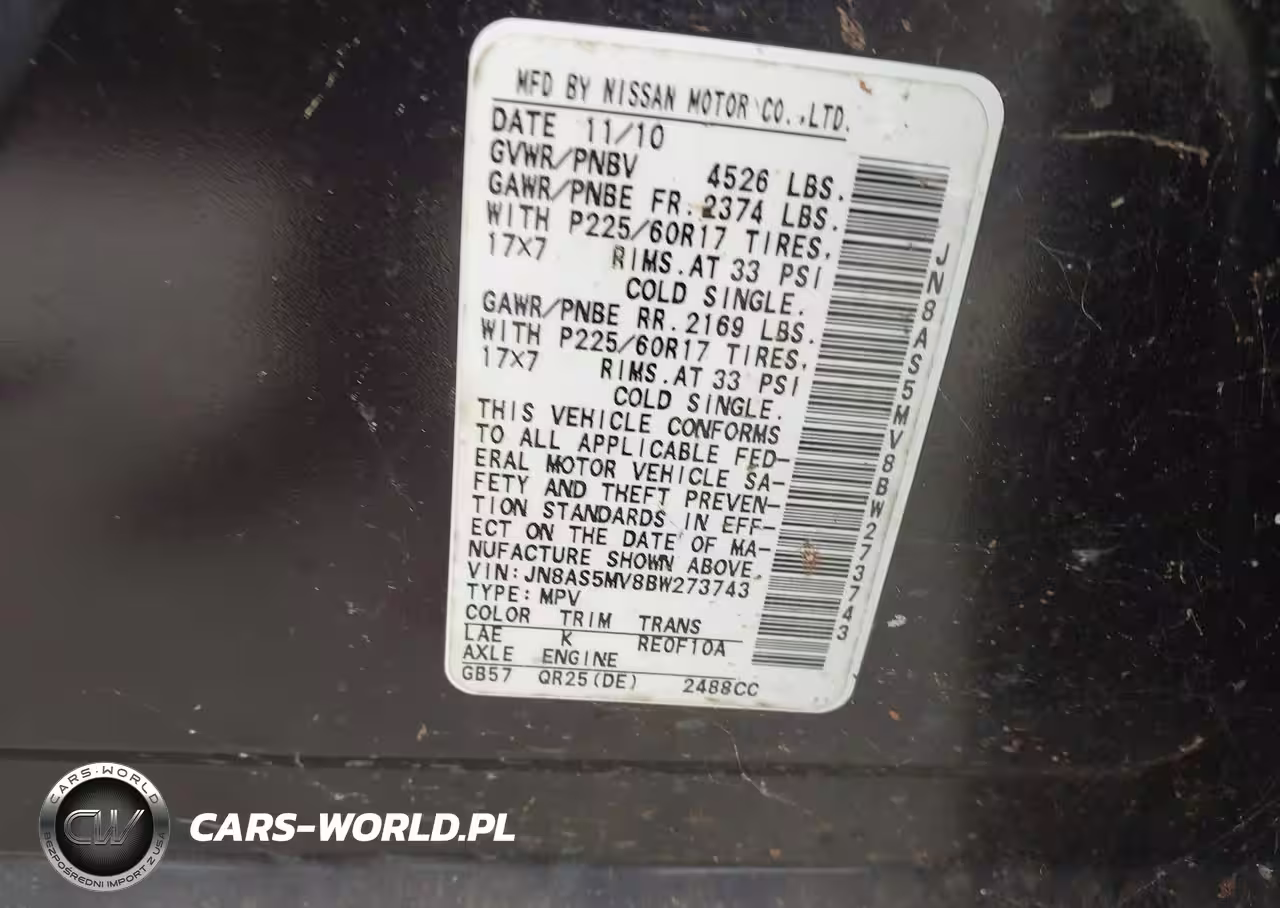 MFD BY NISSAN MOTOR CO.,LTD.
DATE 11/10
GVWR/PNBV 4526 LBS.
GAWR/PNBE FR. 2374 LBS.
WITH P225/60R17 TIRES,
17X7 RIMS.AT 33 PSI
COLD SINGLE.
GAWR/PNBE RR. 2169 LBS.
WITH P225/60R17 TIRES,
17X7 RIMS.AT 33 PSI
COLD SINGLE.
THIS VEHICLE CONFORMS
TO ALL APPLICABLE FED-
ERAL MOTOR VEHICLE SA-
FETY AND THEFT PREVEN-
TION STANDARDS IN EFF-
ECT ON THE DATE OF MA-
NUFACTURE SHOWN ABOVE.
VIN:JN8AS5MV8BW273743
TYPE:MPV
COLOR TRIM TRANS
LAE K RE0F10A
AXLE ENGINE
GB57 QR25(DE) 2488CC
JN8AS5MV8BW273743
CARS-WORLD
CW
BEZPOŚREDNI IMPORT Z USA
CARS-WORLD.PL